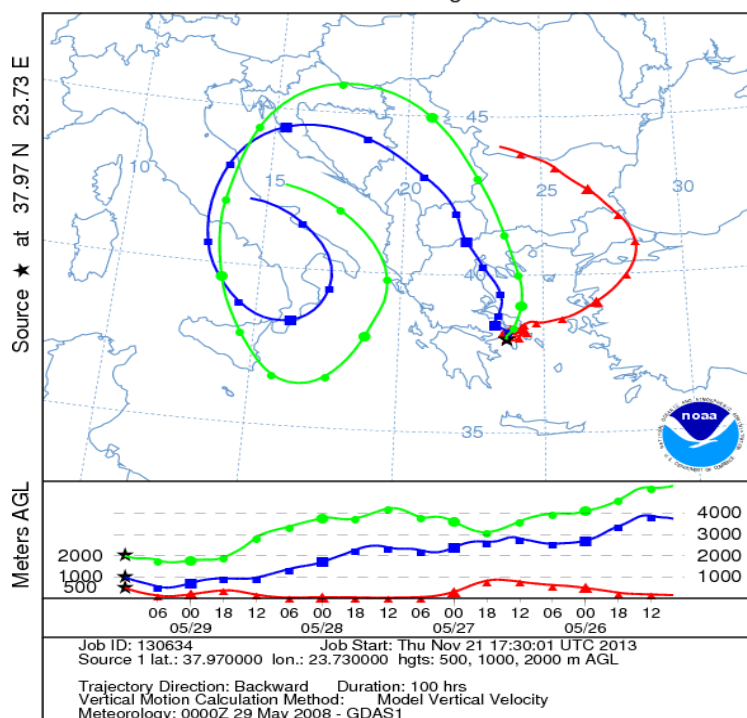 Source ★ at 37.97 N 23.73 E
45
10
15
20
25
30
40
35
noaa
Meters AGL
2000
1000
500
4000
3000
2000
1000
06 00 18 12 06 00 18 12 06 00 18 12 06 00 18 12
05/29 05/28 05/27 05/26
Job ID: 130634 Job Start: Thu Nov 21 17:30:01 UTC 2013
Source 1 lat.: 37.970000 lon.: 23.730000 hgts: 500, 1000, 2000 m AGL
Trajectory Direction: Backward Duration: 100 hrs
Vertical Motion Calculation Method: Model Vertical Velocity
Meteorology: 0000Z 29 May 2008 - GDAS1